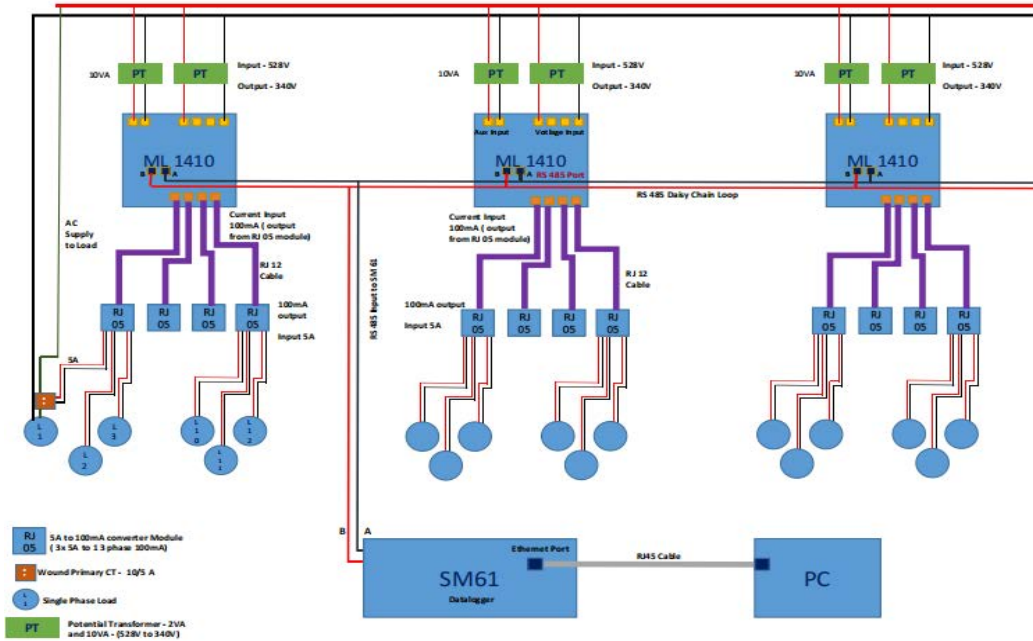 10VA
PT
PT
Input - 528V
Output - 340V
10VA
PT
PT
Input - 528V
Output - 340V
10VA
PT
PT
Input - 528V
Output - 340V
ML 1410
B
A
Aux Input
Votlage Input
ML 1410
B
A
RS 485 Port
ML 1410
B
A
RS 485 Daisy Chain Loop
AC
Supply
to Load
Current Input
100mA ( output
from RJ 05 module)
RJ 12
Cable
Current Input
100mA ( output
from RJ 05 module)
RJ 12
Cable
RS485 Input to SM61
RJ
05
RJ
05
RJ
05
RJ
05
100mA
output
Input 5A
100mA output
Input 5A
RJ
05
RJ
05
RJ
05
RJ
05
RJ
05
RJ
05
RJ
05
RJ
05
5A
L
1
L
2
L
3
L
1
0
L
1
1
L
1
2
B
A
RJ
05
5A to 100mA converter Module
( 3x 5A to 1 3 phase 100mA)
Wound Primary CT - 10/5 A
L
1
Single Phase Load
PT
Potential Transformer - 2VA
and 10VA - (528V to 340V)
Ethernet Port
SM61
Datalogger
RJ45 Cable
PC